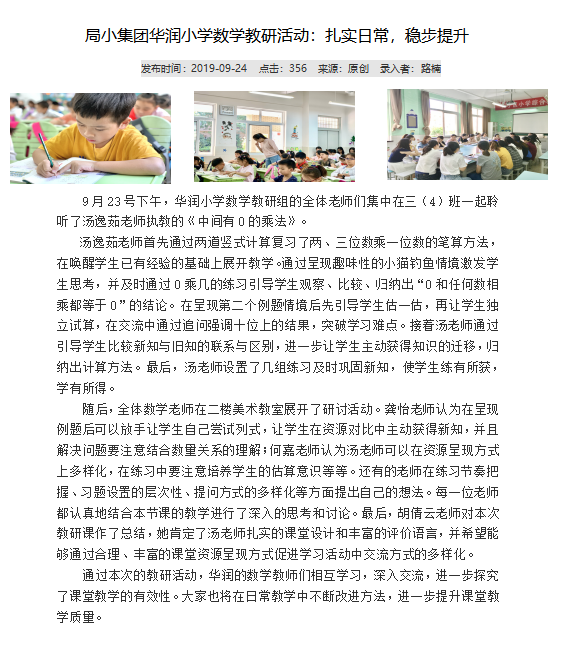 局小集团华润小学数学教研活动：扎实日常，稳步提升
发布时间：2019-09-24 点击：356 来源：原创 录入者：路楠
9月23号下午，华润小学数学教研组的全体老师们集中在三（4）班一起聆
听了汤逸茹老师执教的《中间有0的乘法》。
汤逸茹老师首先通过两道竖式计算复习了两、三位数乘一位数的笔算方法，
在唤醒学生已有经验的基础上展开教学。通过呈现趣味性的小猫钓鱼情境激发学
生思考，并及时通过0乘几的练习引导学生观察、比较、归纳出“0和任何数相
乘都等于0”的结论。在呈现第二个例题情境后先引导学生估一估，再让学生独
立试算，在交流中通过追问强调十位上的结果，突破学习难点。接着汤老师通过
引导学生比较新知与旧知的联系与区别，进一步让学生主动获得知识的迁移，归
纳出计算方法。最后，汤老师设置了几组练习及时巩固新知，使学生练有所获，
学有所得。
随后，全体数学老师在二楼美术教室展开了研讨活动。龚怡老师认为在呈现
例题后可以放手让学生自己尝试列式，让学生在资源对比中主动获得新知，并且
解决问题要注意结合数量关系的理解；何嘉老师认为汤老师可以在资源呈现方式
上多样化，在练习中要注意培养学生的估算意识等等。还有的老师在练习节奏把
握、习题设置的层次性、提问方式的多样化等方面提出自己的想法。每一位老师
都认真地结合本节课的教学进行了深入的思考和讨论。最后，胡倩云老师对本次
教研课作了总结，她肯定了汤老师扎实的课堂设计和丰富的评价语言，并希望能
够通过合理、丰富的课堂资源呈现方式促进学习活动中交流方式的多样化。
通过本次的教研活动，华润的数学教师们相互学习，深入交流，进一步探究
了课堂教学的有效性。大家也将在日常教学中不断改进方法，进一步提升课堂教
学质量。